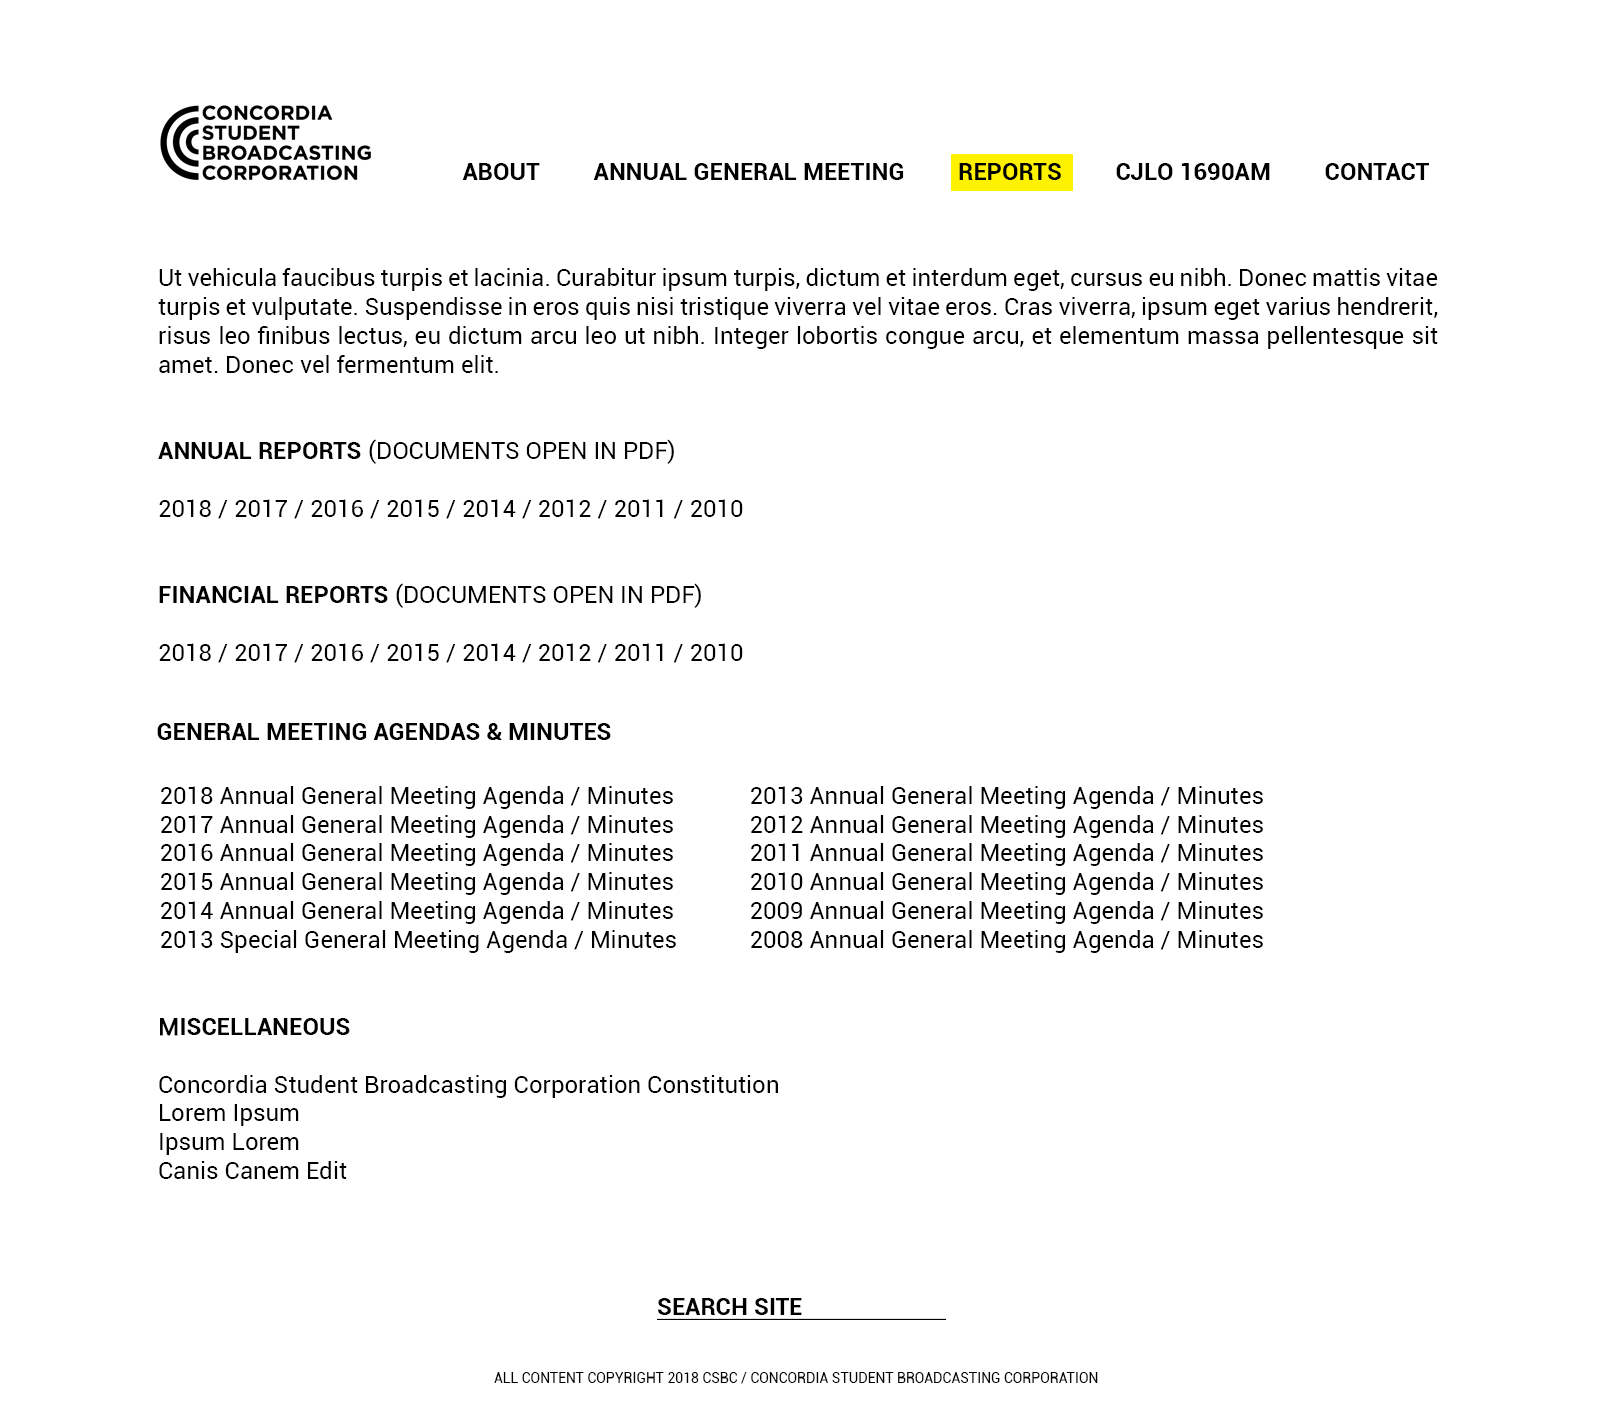 CONCORDIA
STUDENT
BROADCASTING
CORPORATION
ABOUT ANNUAL GENERAL MEETING REPORTS CJLO 1690AM CONTACT
Ut vehicula faucibus turpis et lacinia. Curabitur ipsum turpis, dictum et interdum eget, cursus eu nibh. Donec mattis vitae
turpis et vulputate. Suspendisse in eros quis nisi tristique viverra vel vitae eros. Cras viverra, ipsum eget varius hendrerit,
risus leo finibus lectus, eu dictum arcu leo ut nibh. Integer lobortis congue arcu, et elementum massa pellentesque sit
amet. Donec vel fermentum elit.
ANNUAL REPORTS (DOCUMENTS OPEN IN PDF)
2018 / 2017 / 2016 / 2015 / 2014 / 2012 / 2011 / 2010
FINANCIAL REPORTS (DOCUMENTS OPEN IN PDF)
2018 / 2017 / 2016 / 2015 / 2014 / 2012 / 2011 / 2010
GENERAL MEETING AGENDAS & MINUTES
2018 Annual General Meeting Agenda / Minutes
2017 Annual General Meeting Agenda / Minutes
2016 Annual General Meeting Agenda / Minutes
2015 Annual General Meeting Agenda / Minutes
2014 Annual General Meeting Agenda / Minutes
2013 Special General Meeting Agenda / Minutes
2013 Annual General Meeting Agenda / Minutes
2012 Annual General Meeting Agenda / Minutes
2011 Annual General Meeting Agenda / Minutes
2010 Annual General Meeting Agenda / Minutes
2009 Annual General Meeting Agenda / Minutes
2008 Annual General Meeting Agenda / Minutes
MISCELLANEOUS
Concordia Student Broadcasting Corporation Constitution
Lorem Ipsum
Ipsum Lorem
Canis Canem Edit
SEARCH SITE
ALL CONTENT COPYRIGHT 2018 CSBC / CONCORDIA STUDENT BROADCASTING CORPORATION